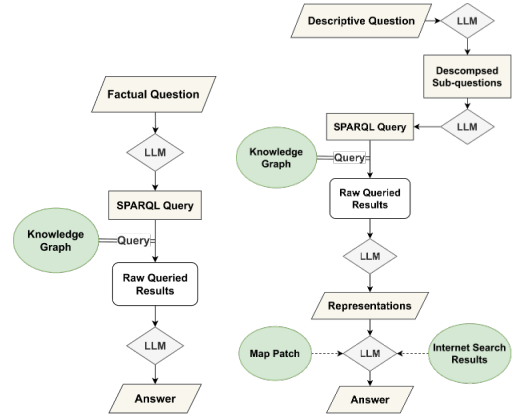 Factual Question
LLM
SPARQL Query
Knowledge
Graph
Query
Raw Queried
Results
LLM
Answer
Descriptive Question
LLM
Descompsed
Sub-questions
LLM
SPARQL Query
Knowledge
Graph
Query
Raw Queried
Results
LLM
Representations
Map Patch
LLM
Internet Search
Results
Answer